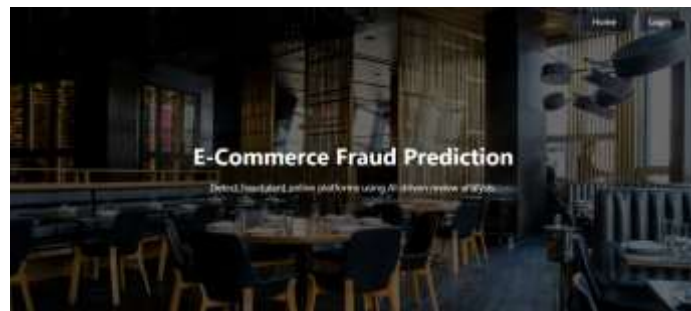 Home Login
E-Commerce Fraud Prediction
Detect fraudulent online platforms using AI-driven review analysis.